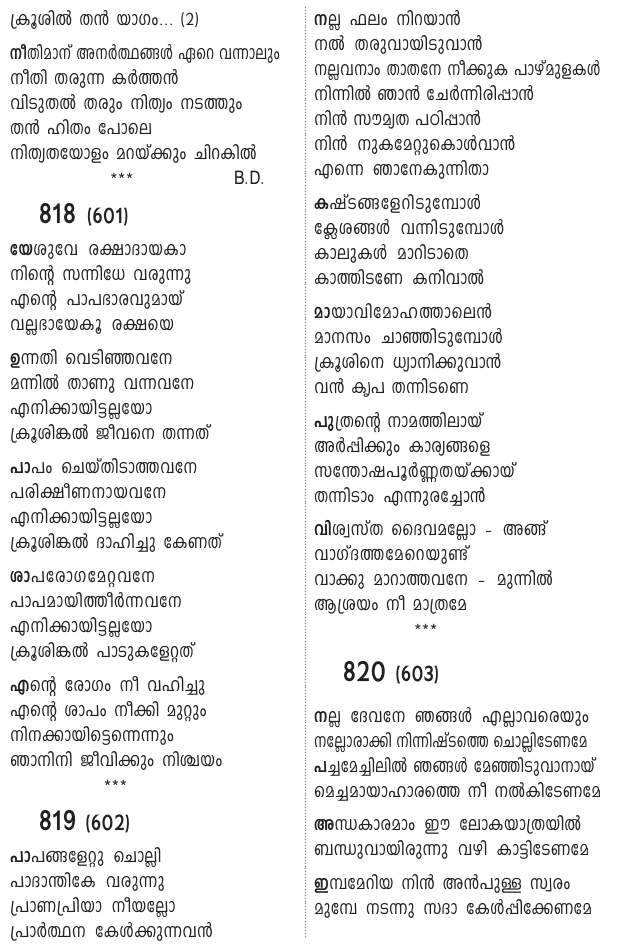 ക്രൂശിൽ തൻ യാഗം... (2)
നീതിമാന് അനർത്ഥങ്ങൾ ഏറെ വന്നാലും
നീതി തരുന്ന കർത്തൻ
വിടുതൽ തരും നിത്യം നടത്തും
തൻ ഹിതം പോലെ
നിത്യതയോളം മറയ്ക്കും ചിറകിൽ
*** B.D.
818 (601)
യേശുവേ രക്ഷാദായകാ
നിന്റെ സന്നിധേ വരുന്നു
എന്റെ പാപഭാരവുമായ്
വല്ലഭായേകൂ രക്ഷയെ
ഉന്നതി വെടിഞ്ഞവനേ
മന്നിൽ താണു വന്നവനേ
എനിക്കായിട്ടല്ലയോ
ക്രൂശിങ്കൽ ജീവനെ തന്നത്
പാപം ചെയ്തിടാത്തവനേ
പരിക്ഷീണനായവനേ
എനിക്കായിട്ടല്ലയോ
ക്രൂശിങ്കൽ ദാഹിച്ചു കേണത്
ശാപരോഗമേറ്റവനേ
പാപമായിത്തീർന്നവനേ
എനിക്കായിട്ടല്ലയോ
ക്രൂശിങ്കൽ പാടുകളേറ്റത്
എന്റെ രോഗം നീ വഹിച്ചു
എന്റെ ശാപം നീക്കി മുറ്റും
നിനക്കായിട്ടെന്നെന്നും
ഞാനിനി ജീവിക്കും നിശ്ചയം
***
819 (602)
പാപങ്ങളേറ്റു ചൊല്ലി
പാദാന്തികേ വരുന്നു
പ്രാണപ്രിയാ നീയല്ലോ
പ്രാർത്ഥന കേൾക്കുന്നവൻ
നല്ല ഫലം നിറയാൻ
നൽ തരുവായിടുവാൻ
നല്ലവനാം താതനേ നീക്കുക പാഴ്മുളകൾ
നിന്നിൽ ഞാൻ ചേർന്നിരിപ്പാൻ
നിൻ സൗമ്യത പഠിപ്പാൻ
നിൻ നുകമേറ്റുകൊൾവാൻ
എന്നെ ഞാനേകുന്നിതാ
കഷ്ടങ്ങളേറിടുമ്പോൾ
ക്ലേശങ്ങൾ വന്നിടുമ്പോൾ
കാലുകൾ മാറിടാതെ
കാത്തിടണേ കനിവാൽ
മായാവിമോഹത്താലെൻ
മാനസം ചാഞ്ഞിടുമ്പോൾ
ക്രൂശിനെ ധ്യാനിക്കുവാൻ
വൻ കൃപ തന്നിടണെ
പുത്രന്റെ നാമത്തിലായ്
അർപ്പിക്കും കാര്യങ്ങളെ
സന്തോഷപൂർണ്ണതയ്ക്കായ്
തന്നിടാം എന്നുരച്ചോൻ
വിശ്വസ്ത ദൈവമല്ലോ - അങ്ങ്
വാഗ്ദത്തമേറെയുണ്ട്
വാക്കു മാറാത്തവനേ - മുന്നിൽ
ആശ്രയം നീ മാത്രമേ
***
820 (603)
നല്ല ദേവനേ ഞങ്ങൾ എല്ലാവരെയും
നല്ലോരാക്കി നിന്നിഷ്ടത്തെ ചൊല്ലിടേണമേ
പച്ചമേച്ചിലിൽ ഞങ്ങൾ മേഞ്ഞിടുവാനായ്
മെച്ചമായാഹാരത്തെ നീ നൽകിടേണമേ
അന്ധകാരമാം ഈ ലോകയാത്രയിൽ
ബന്ധുവായിരുന്നു വഴി കാട്ടിടേണമേ
ഇമ്പമേറിയ നിൻ അൻപുള്ള സ്വരം
മുമ്പേ നടന്നു സദാ കേൾപ്പിക്കേണമേ